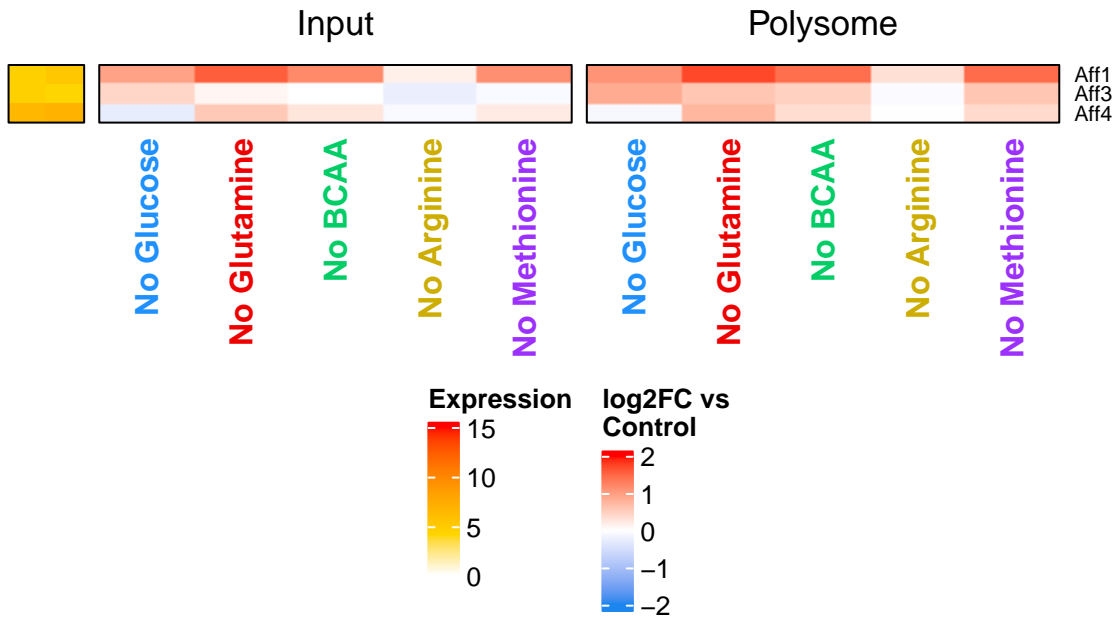 Input
Polysome
Aff1
Aff3
Aff4
No Glucose
No Glutamine
No BCAA
No Arginine
No Methionine
No Glucose
No Glutamine
No BCAA
No Arginine
No Methionine
Expression
15
10
5
0
log2FC vs
Control
2
1
0
−1
−2